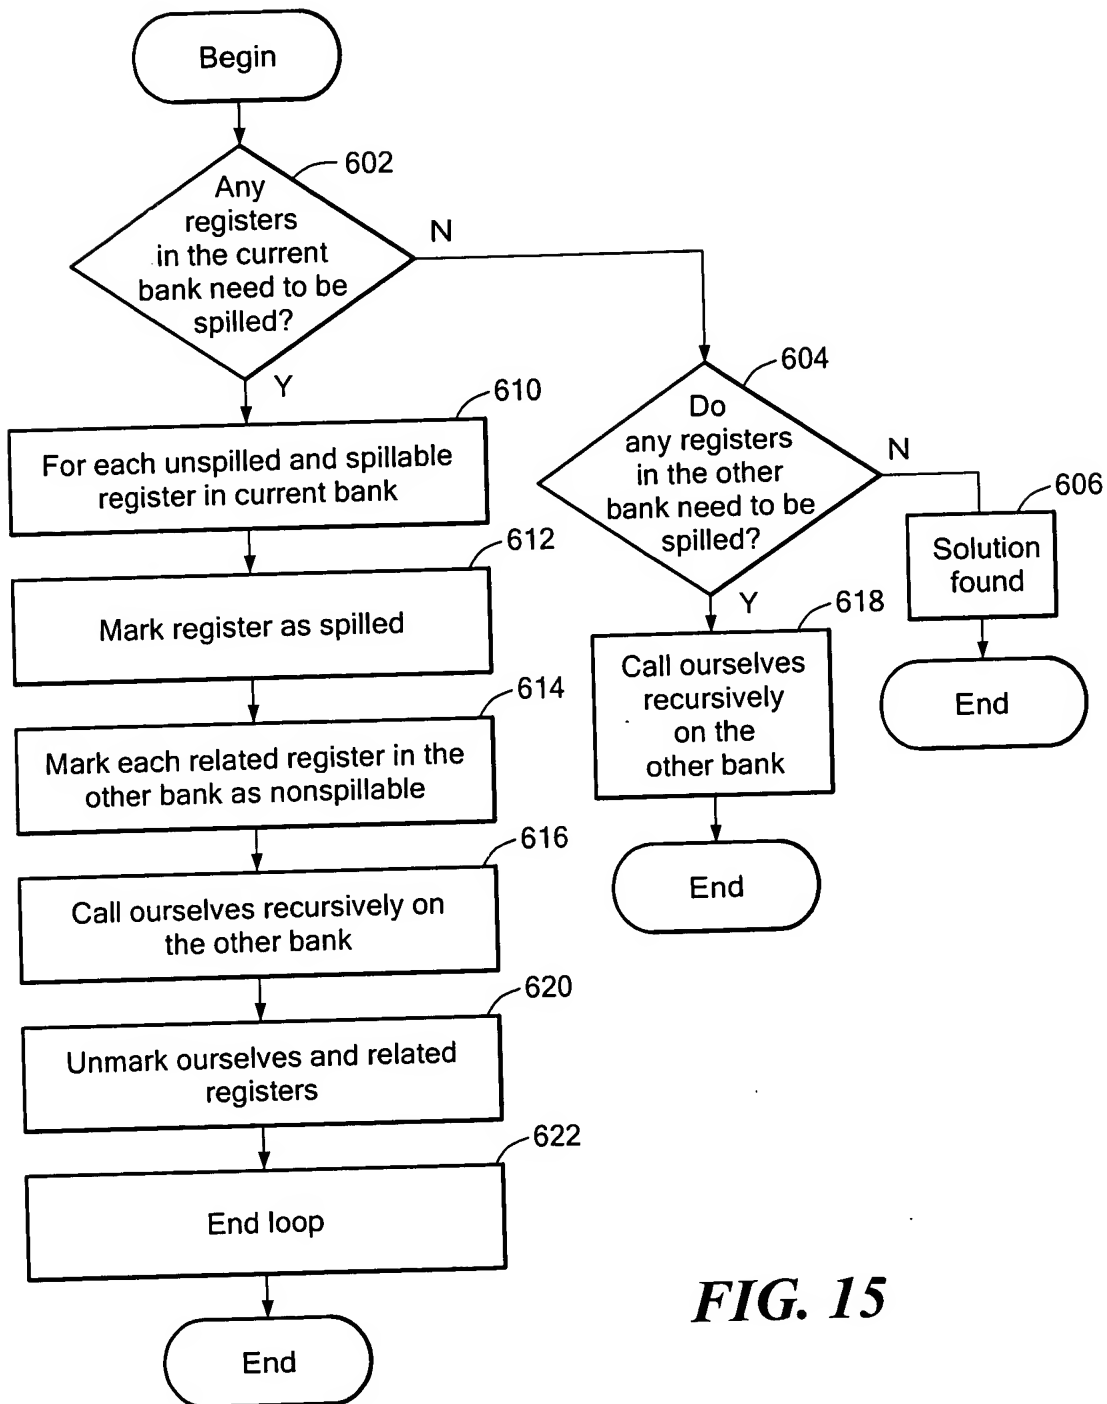 Begin
602
Any
registers
in the current
bank need to be
spilled?
N
Y
604
Do
any registers
in the other
bank need to be
spilled?
N
Y
606
Solution
found
End
610
For each unspilled and spillable
register in current bank
612
Mark register as spilled
614
Mark each related register in the
other bank as nonspillable
616
Call ourselves recursively on
the other bank
618
Call ourselves
recursively
on the
other bank
End
620
Unmark ourselves and related
registers
622
End loop
End
FIG. 15